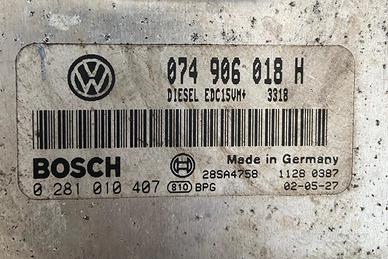 074 906 018 H
DIESEL EDC15VM+ 3318
BOSCH
Made in Germany
28SA4758 1128 0387
0 281 010 407 810 BPG 02-05-27